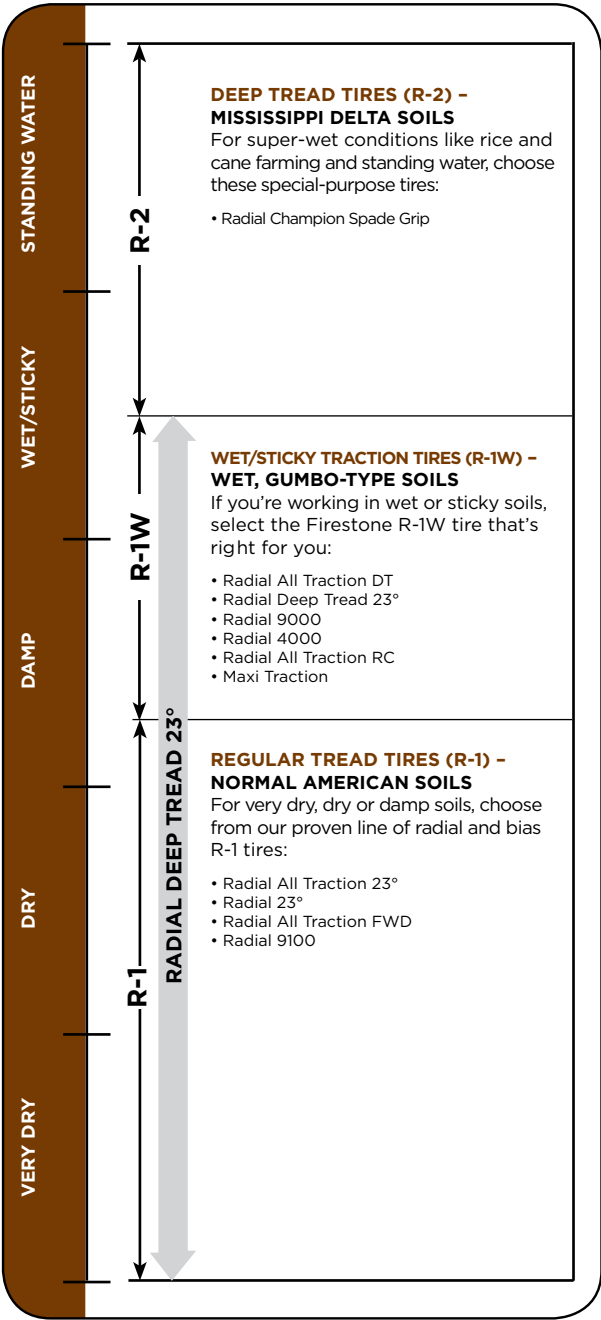 STANDING WATER
WET/STICKY
DAMP
DRY
VERY DRY
R-2
R-1W
R-1
RADIAL DEEP TREAD 23°
DEEP TREAD TIRES (R-2) –
MISSISSIPPI DELTA SOILS
For super-wet conditions like rice and
cane farming and standing water, choose
these special-purpose tires:
• Radial Champion Spade Grip
WET/STICKY TRACTION TIRES (R-1W) –
WET, GUMBO-TYPE SOILS
If you're working in wet or sticky soils,
select the Firestone R-1W tire that's
right for you:
• Radial All Traction DT
• Radial Deep Tread 23°
• Radial 9000
• Radial 4000
• Radial All Traction RC
• Maxi Traction
REGULAR TREAD TIRES (R-1) –
NORMAL AMERICAN SOILS
For very dry, dry or damp soils, choose
from our proven line of radial and bias
R-1 tires:
• Radial All Traction 23°
• Radial 23°
• Radial All Traction FWD
• Radial 9100